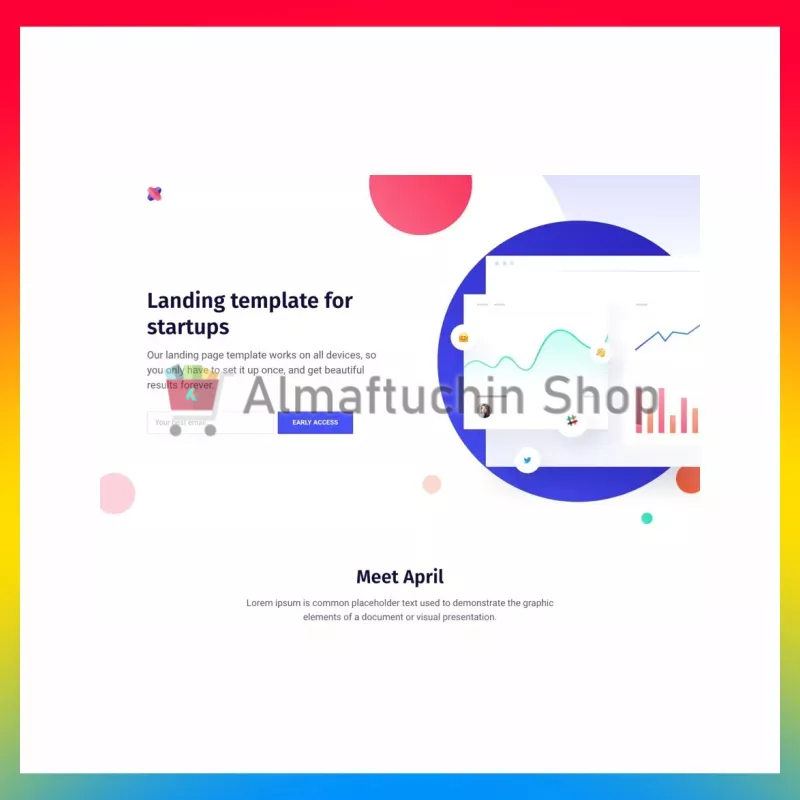 Landing template for
startups
Our landing page template works on all devices, so
you only have to set it up once, and get beautiful
results forever.
Almaftuchin Shop
Your best email
EARLY ACCESS
Meet April
Lorem ipsum is common placeholder text used to demonstrate the graphic
elements of a document or visual presentation.